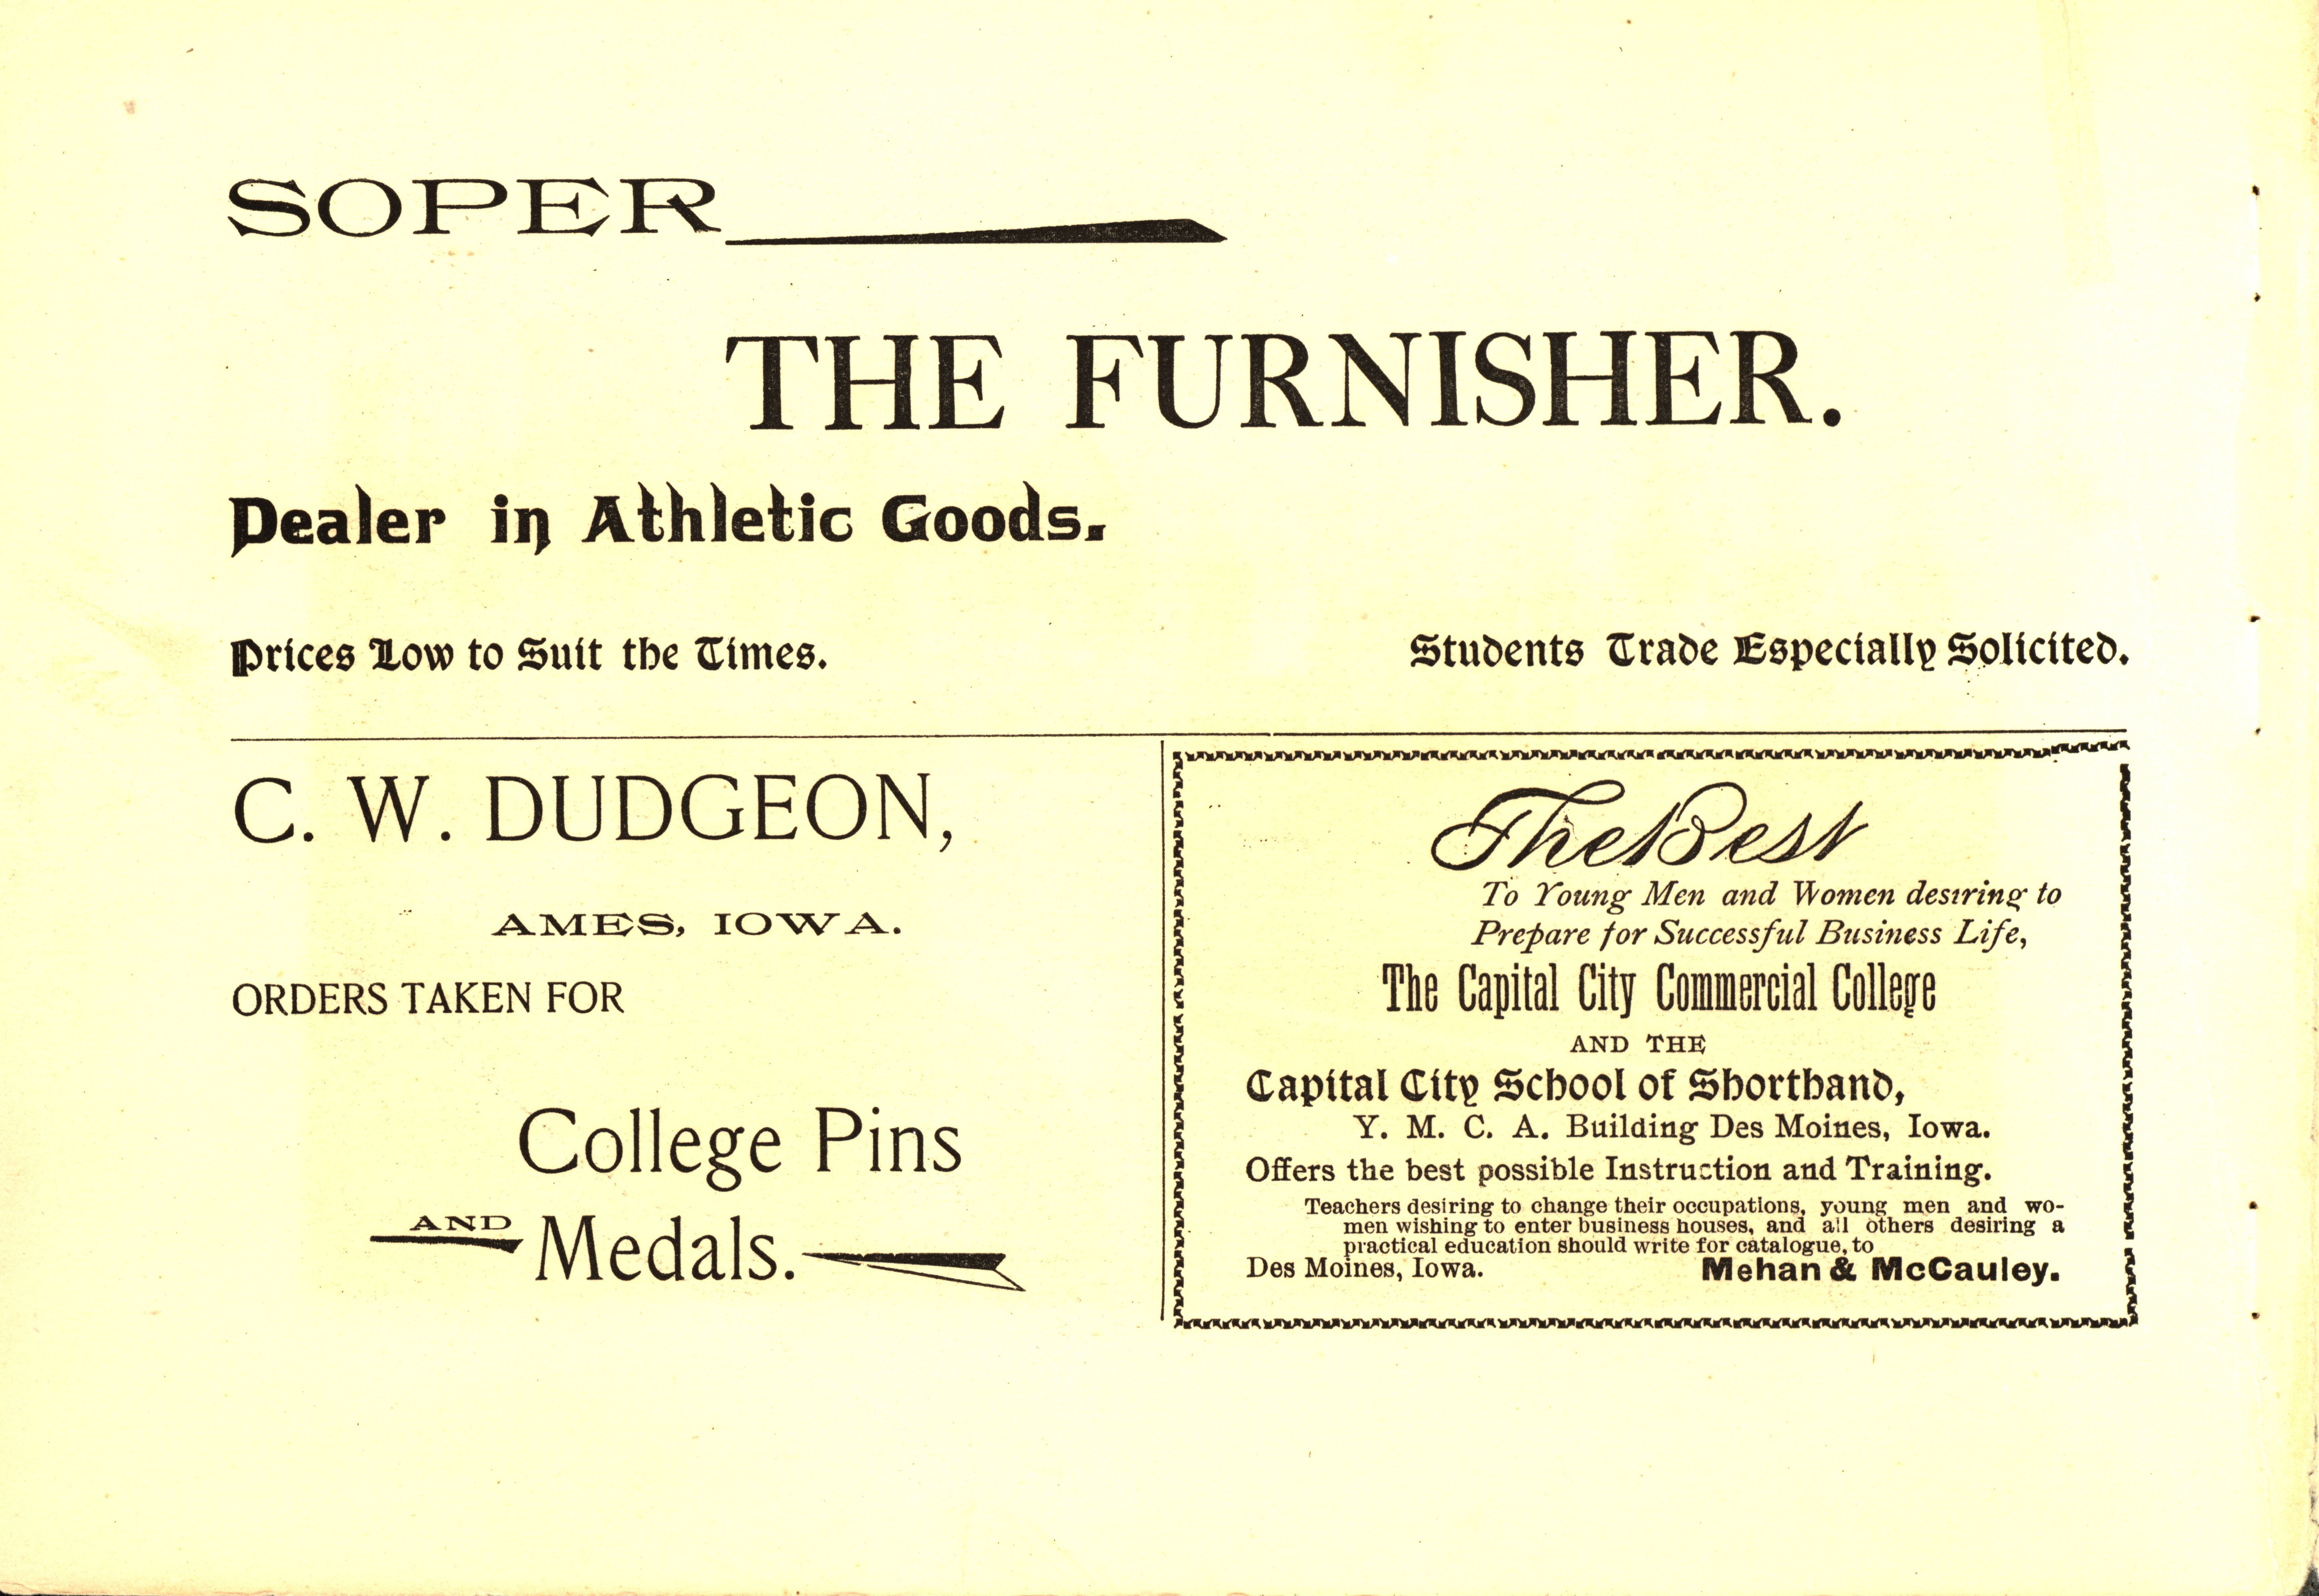 SOPER
THE FURNISHER.
Dealer in Athletic Goods.
Prices Low to Suit the Times.
Students Trade Especially Solicited.
C. W. DUDGEON,
AMES, IOWA.
ORDERS TAKEN FOR
College Pins
AND Medals.
The Best
To Young Men and Women desiring to
Prepare for Successful Business Life,
The Capital City Commercial College
AND THE
Capital City School of Shorthand,
Y. M. C. A. Building Des Moines, Iowa.
Offers the best possible Instruction and Training.
Teachers desiring to change their occupations, young men and wo-
men wishing to enter business houses, and all others desiring a
practical education should write for catalogue, to
Des Moines, Iowa. Mehan & McCauley.